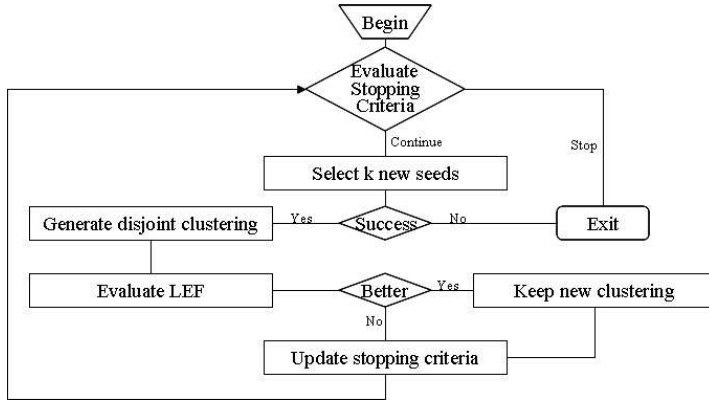 Begin
Evaluate
Stopping
Criteria
Continue
Stop
Select k new seeds
Generate disjoint clustering
Yes
Success
No
Exit
Evaluate LEF
Better
Yes
Keep new clustering
No
Update stopping criteria